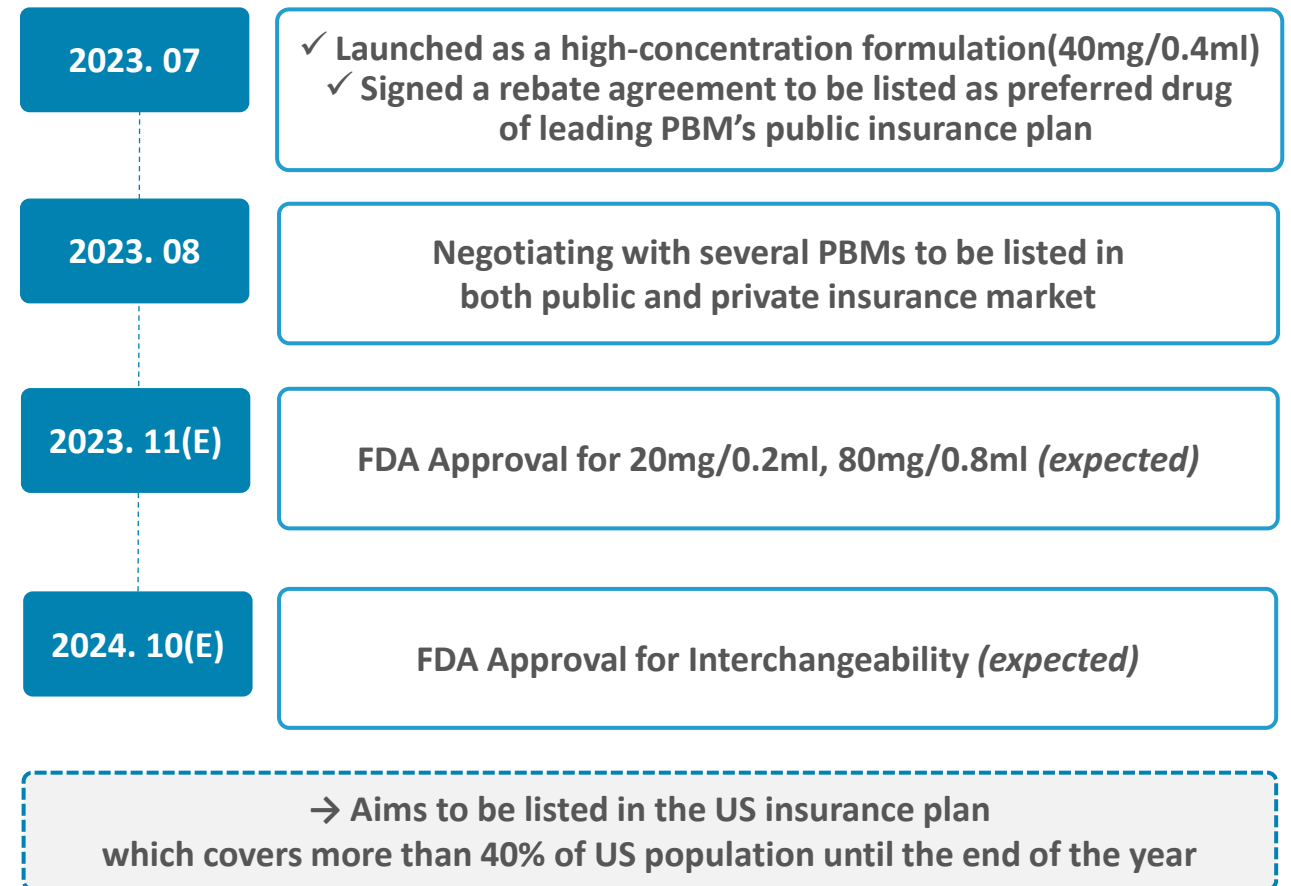 2023. 07
✓ Launched as a high-concentration formulation(40mg/0.4ml)
✓ Signed a rebate agreement to be listed as preferred drug
of leading PBM’s public insurance plan
2023. 08
Negotiating with several PBMs to be listed in
both public and private insurance market
2023. 11(E)
FDA Approval for 20mg/0.2ml, 80mg/0.8ml (expected)
2024. 10(E)
FDA Approval for Interchangeability (expected)
→ Aims to be listed in the US insurance plan
which covers more than 40% of US population until the end of the year